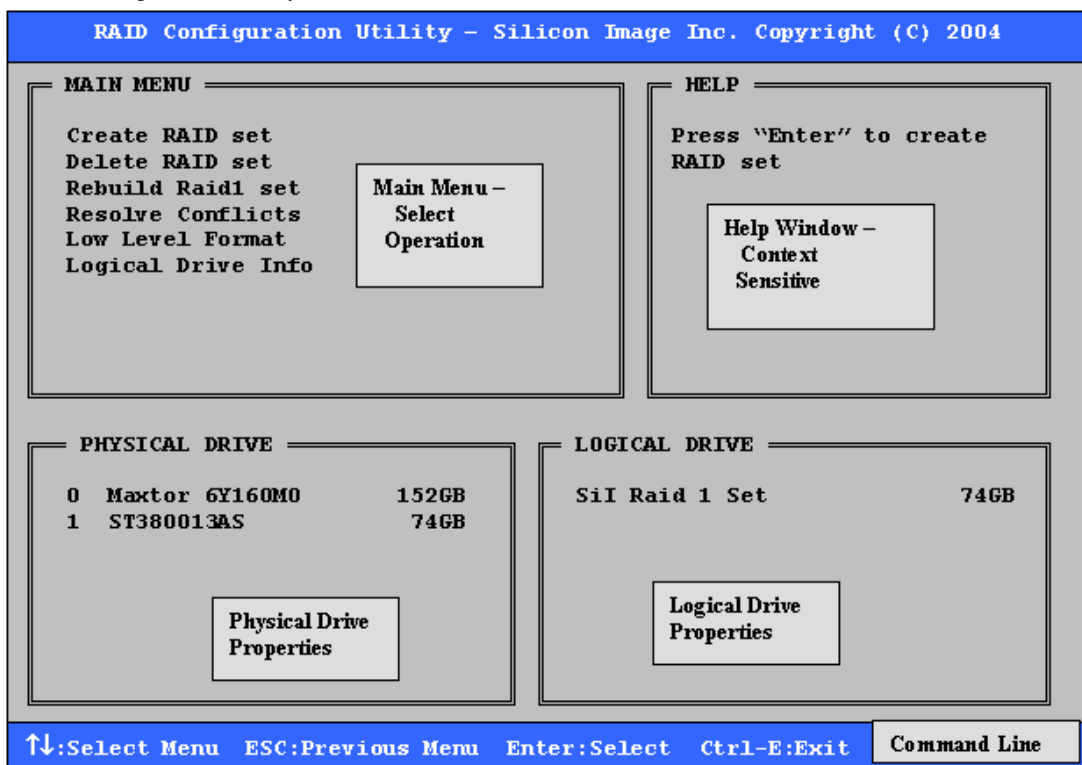 RAID Configuration Utility – Silicon Image Inc. Copyright (C) 2004
MAIN MENU
Create RAID set
Delete RAID set
Rebuild Raid1 set
Resolve Conflicts
Low Level Format
Logical Drive Info
Main Menu –
Select
Operation
HELP
Press “Enter” to create
RAID set
Help Window –
Context
Sensitive
PHYSICAL DRIVE
0 Maxtor 6Y160M0 152GB
1 ST380013AS 74GB
Physical Drive
Properties
LOGICAL DRIVE
SiI Raid 1 Set 74GB
Logical Drive
Properties
↑↓:Select Menu ESC:Previous Menu Enter:Select Ctrl-E:Exit Command Line